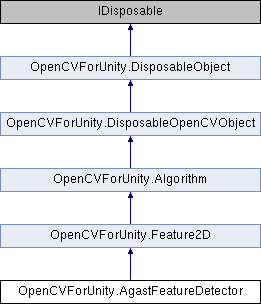 IDisposable
OpenCVForUnity.DisposableObject
OpenCVForUnity.DisposableOpenCVObject
OpenCVForUnity.Algorithm
OpenCVForUnity.Feature2D
OpenCVForUnity.AgastFeatureDetector